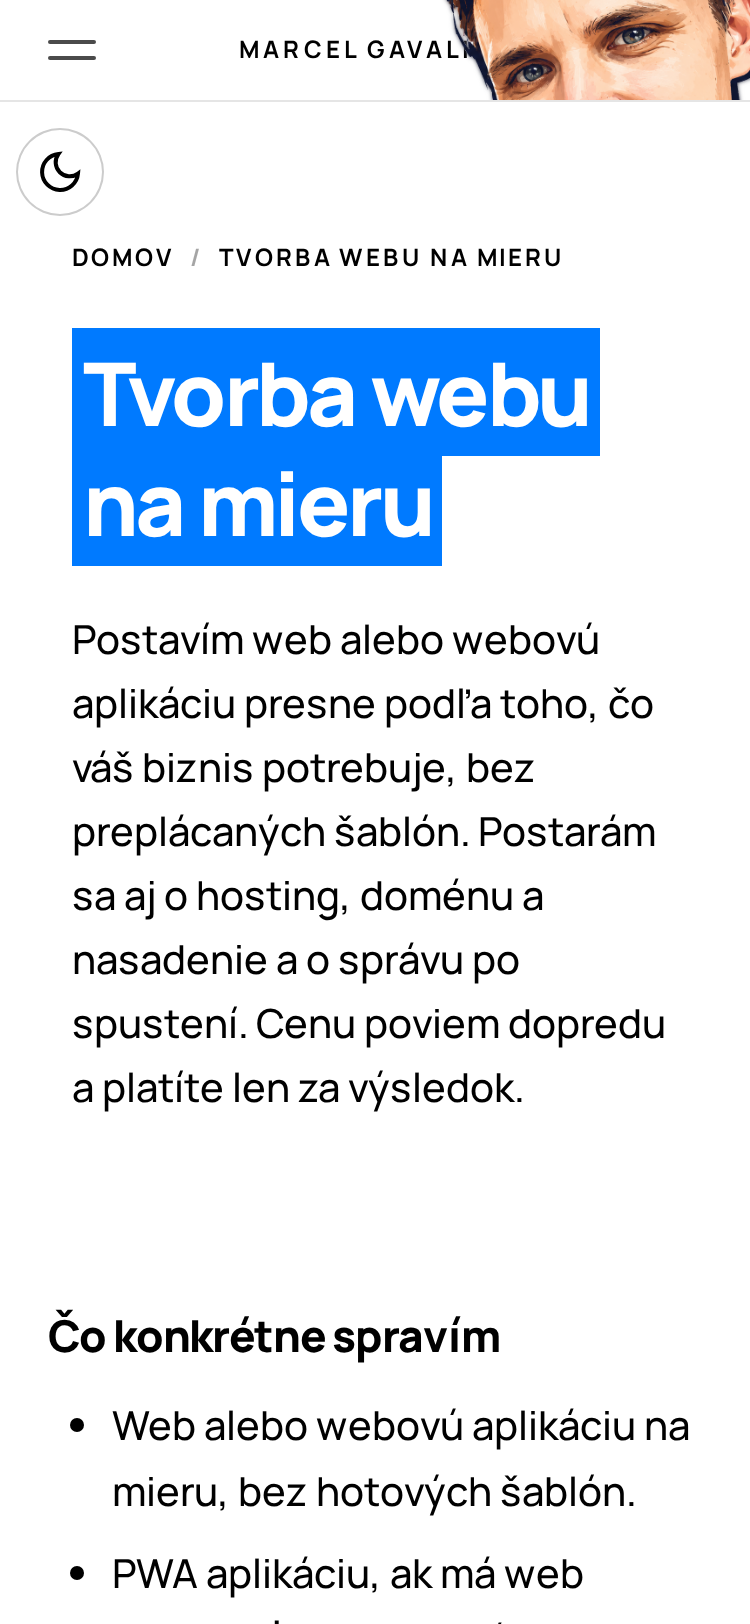 MARCEL
DOMOV / TVORBA WEBU NA MIERU
Tvorba webu
na mieru
Postavím web alebo webovú
aplikáciu presne podľa toho, čo
váš biznis potrebuje, bez
preplácaných šablón. Postarám
sa aj o hosting, doménu a
nasadenie a o správu po
spustení. Cenu poviem dopredu
a platíte len za výsledok.
Čo konkrétne spravím
• Web alebo webovú aplikáciu na
mieru, bez hotových šablón.
• PWA aplikáciu, ak má web